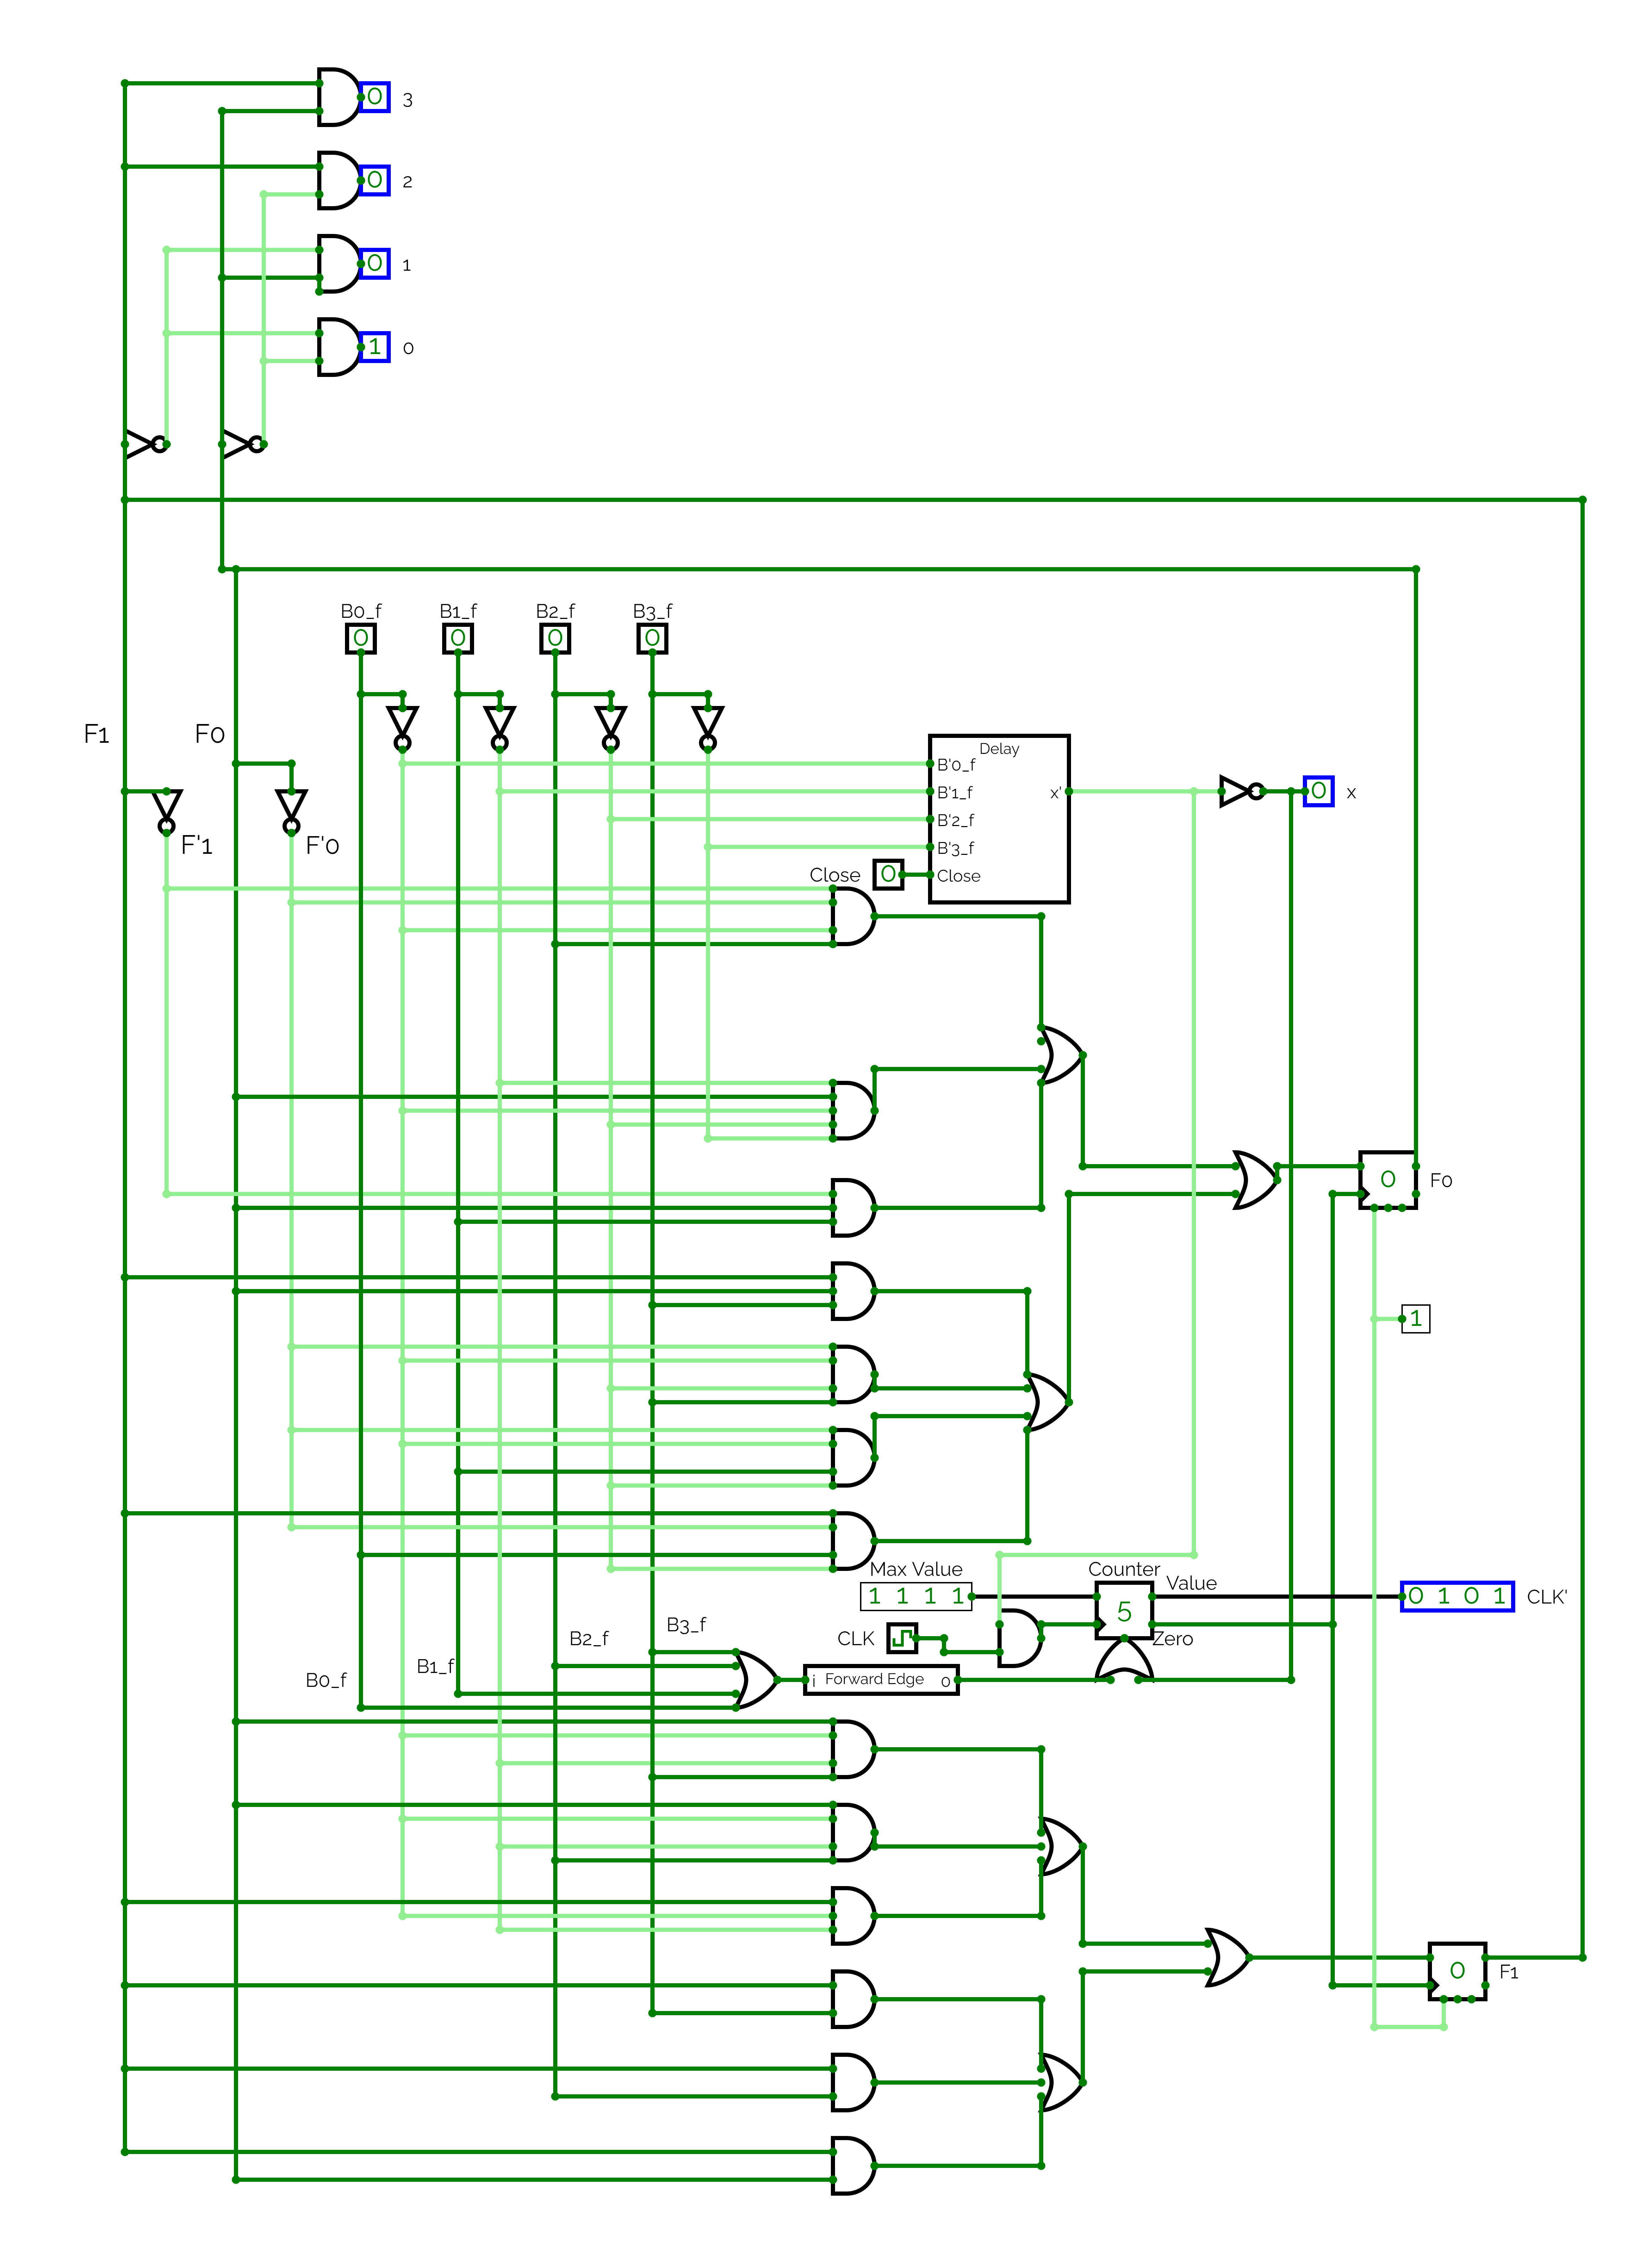 0 3
0 2
0 1
1 0
B0_f B1_f B2_f B3_f
0 0 0 0
F1 F0
Delay
B'0_f
B'1_f x' 0 x
B'2_f
F'1 F'0 B'3_f
Close 0 Close
0 F0
1
Max Value Counter
1 1 1 1 Value 0 1 0 1 CLK'
5
B3_f
B2_f CLK Zero
B1_f
B0_f i Forward Edge 0
0 F1